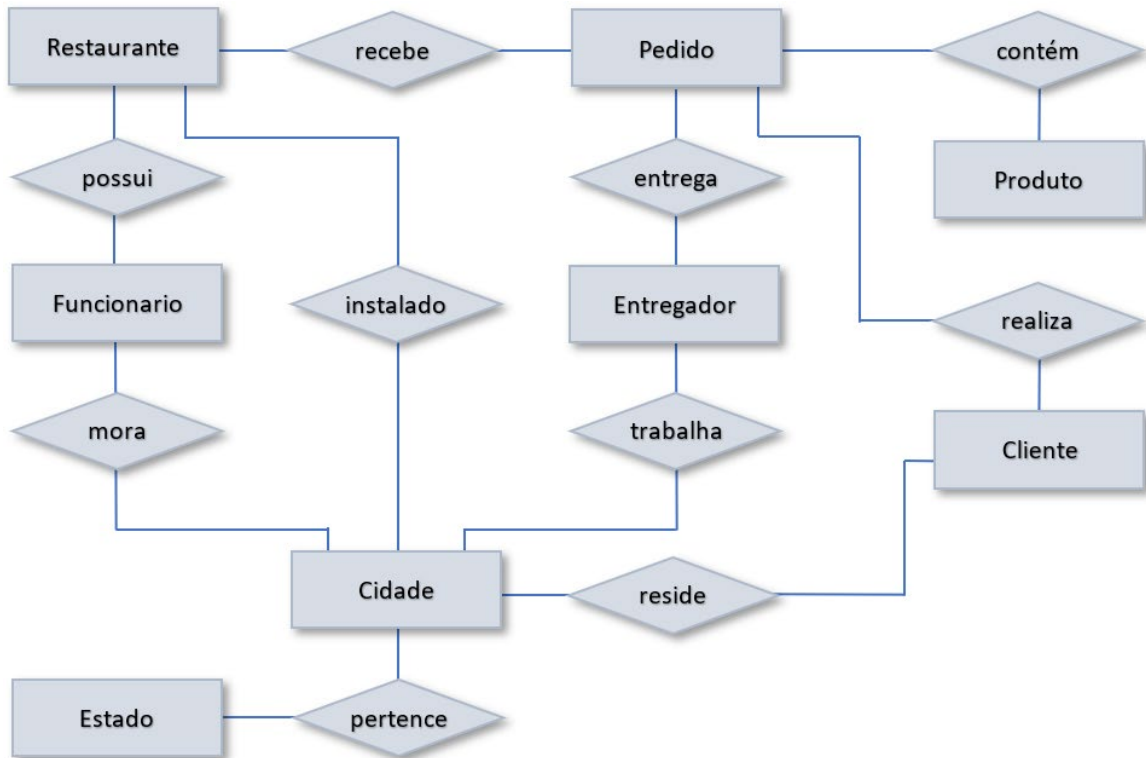 Restaurante
recebe
Pedido
contém
possui
entrega
Produto
Funcionario
instalado
Entregador
realiza
mora
trabalha
Cliente
Cidade
reside
Estado
pertence